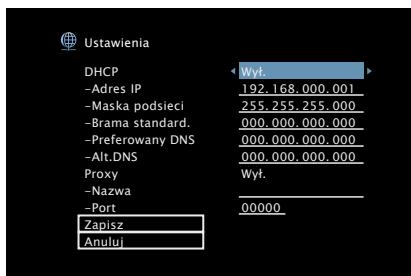 Ustawienia
DHCP Wył.
–Adres IP 192.168.000.001
–Maska podsieci 255.255.255.000
–Brama standard. 000.000.000.000
–Preferowany DNS 000.000.000.000
–Alt.DNS 000.000.000.000
Proxy Wył.
–Nazwa
–Port 00000
Zapisz
Anuluj